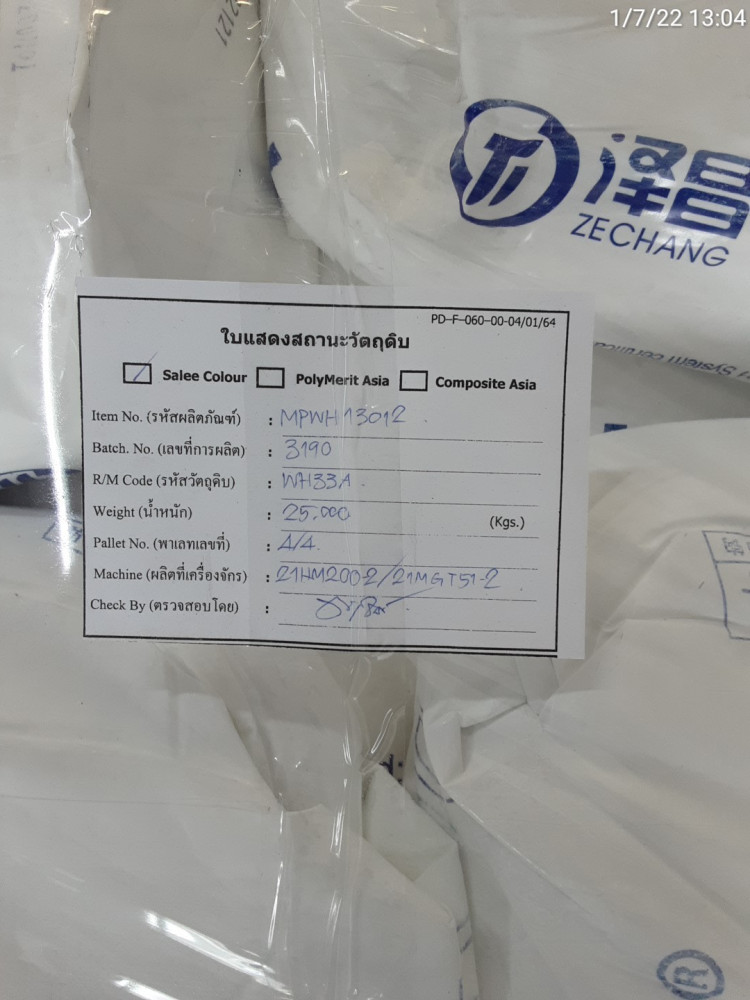 1/7/22 13:04
泽昌
ZECHANG
PD-F-060-00-04/01/64
ใบแสดงสถานะวัตถุดิบ
Salee Colour PolyMerit Asia Composite Asia
Item No. (รหัสผลิตภัณฑ์) : MPWH13012
Batch. No. (เลขที่การผลิต) : 3190
R/M Code (รหัสวัตถุดิบ) : WH33A
Weight (น้ำหนัก) : 25.000 (Kgs.)
Pallet No. (พาเลทเลขที่) : 4/4
Machine (ผลิตที่เครื่องจักร) : 21HM200-2/21MGT51-2
Check By (ตรวจสอบโดย) :